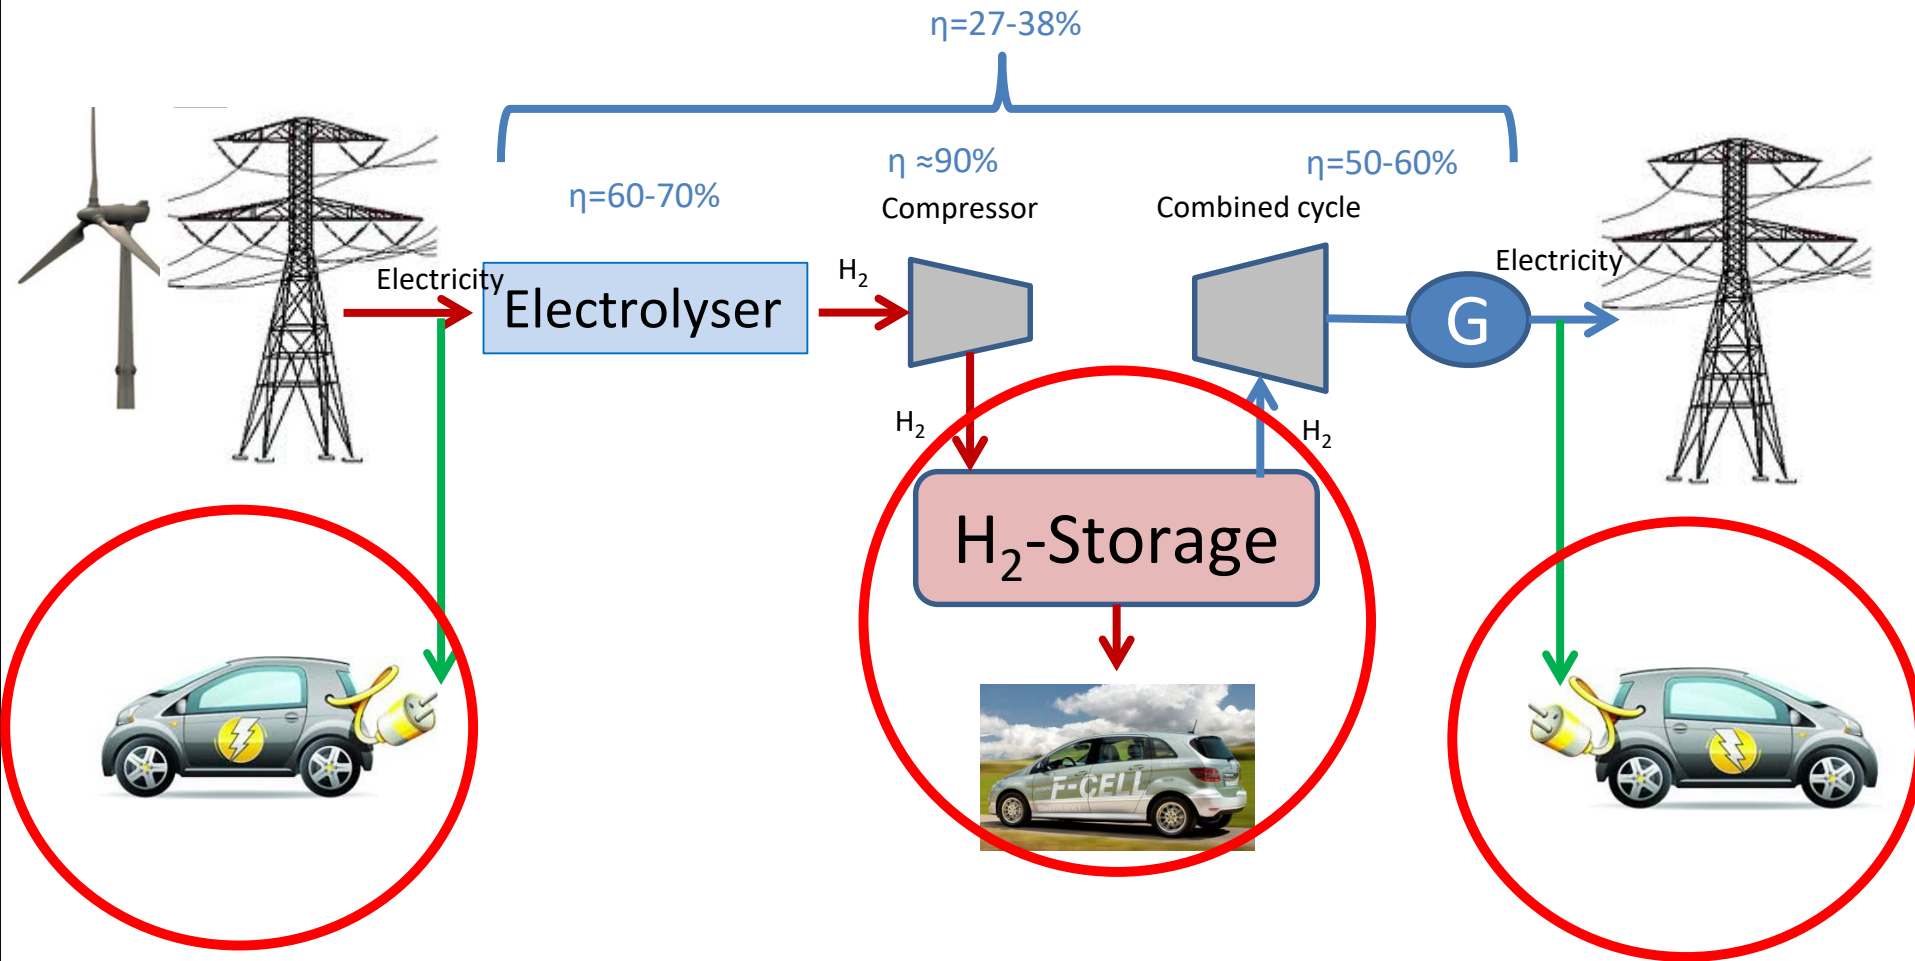 η=27-38%
η=60-70%
η ≈90%
η=50-60%
Compressor
Combined cycle
Electricity
Electrolyser
H₂
Electricity
G
H₂
H₂
H₂-Storage
F-CELL